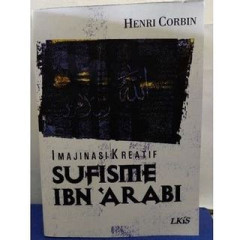 HENRI CORBIN
IMAJINASI KREATIF
SUFISME
IBN 'ARABI
LKiS